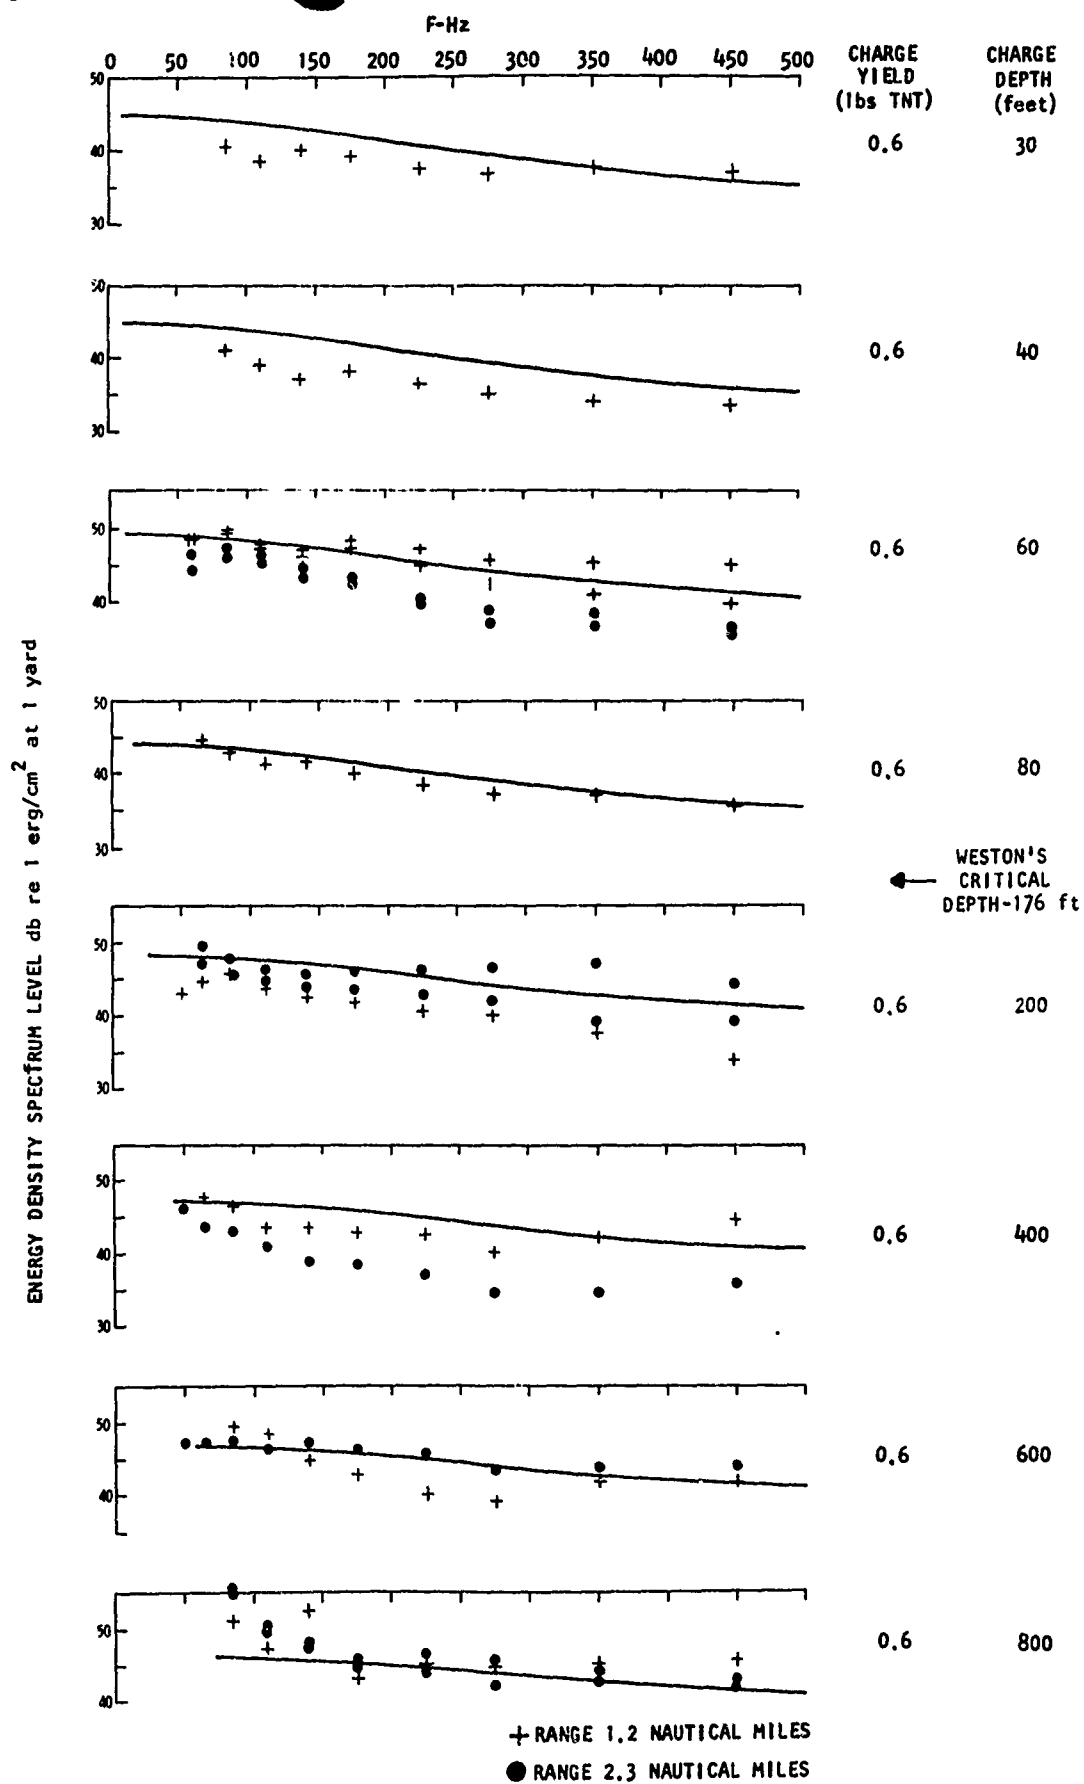 F-Hz
0 50 100 150 200 250 300 350 400 450 500
CHARGE YIELD (lbs TNT)
CHARGE DEPTH (feet)
50
40
30
0.6 30
50
40
30
0.6 40
50
40
0.6 60
50
40
30
0.6 80
WESTON'S
CRITICAL
DEPTH-176 ft
50
40
30
0.6 200
50
40
30
0.6 400
50
40
0.6 600
50
40
0.6 800
ENERGY DENSITY SPECTRUM LEVEL db re 1 erg/cm² at 1 yard
+ RANGE 1.2 NAUTICAL MILES
● RANGE 2.3 NAUTICAL MILES